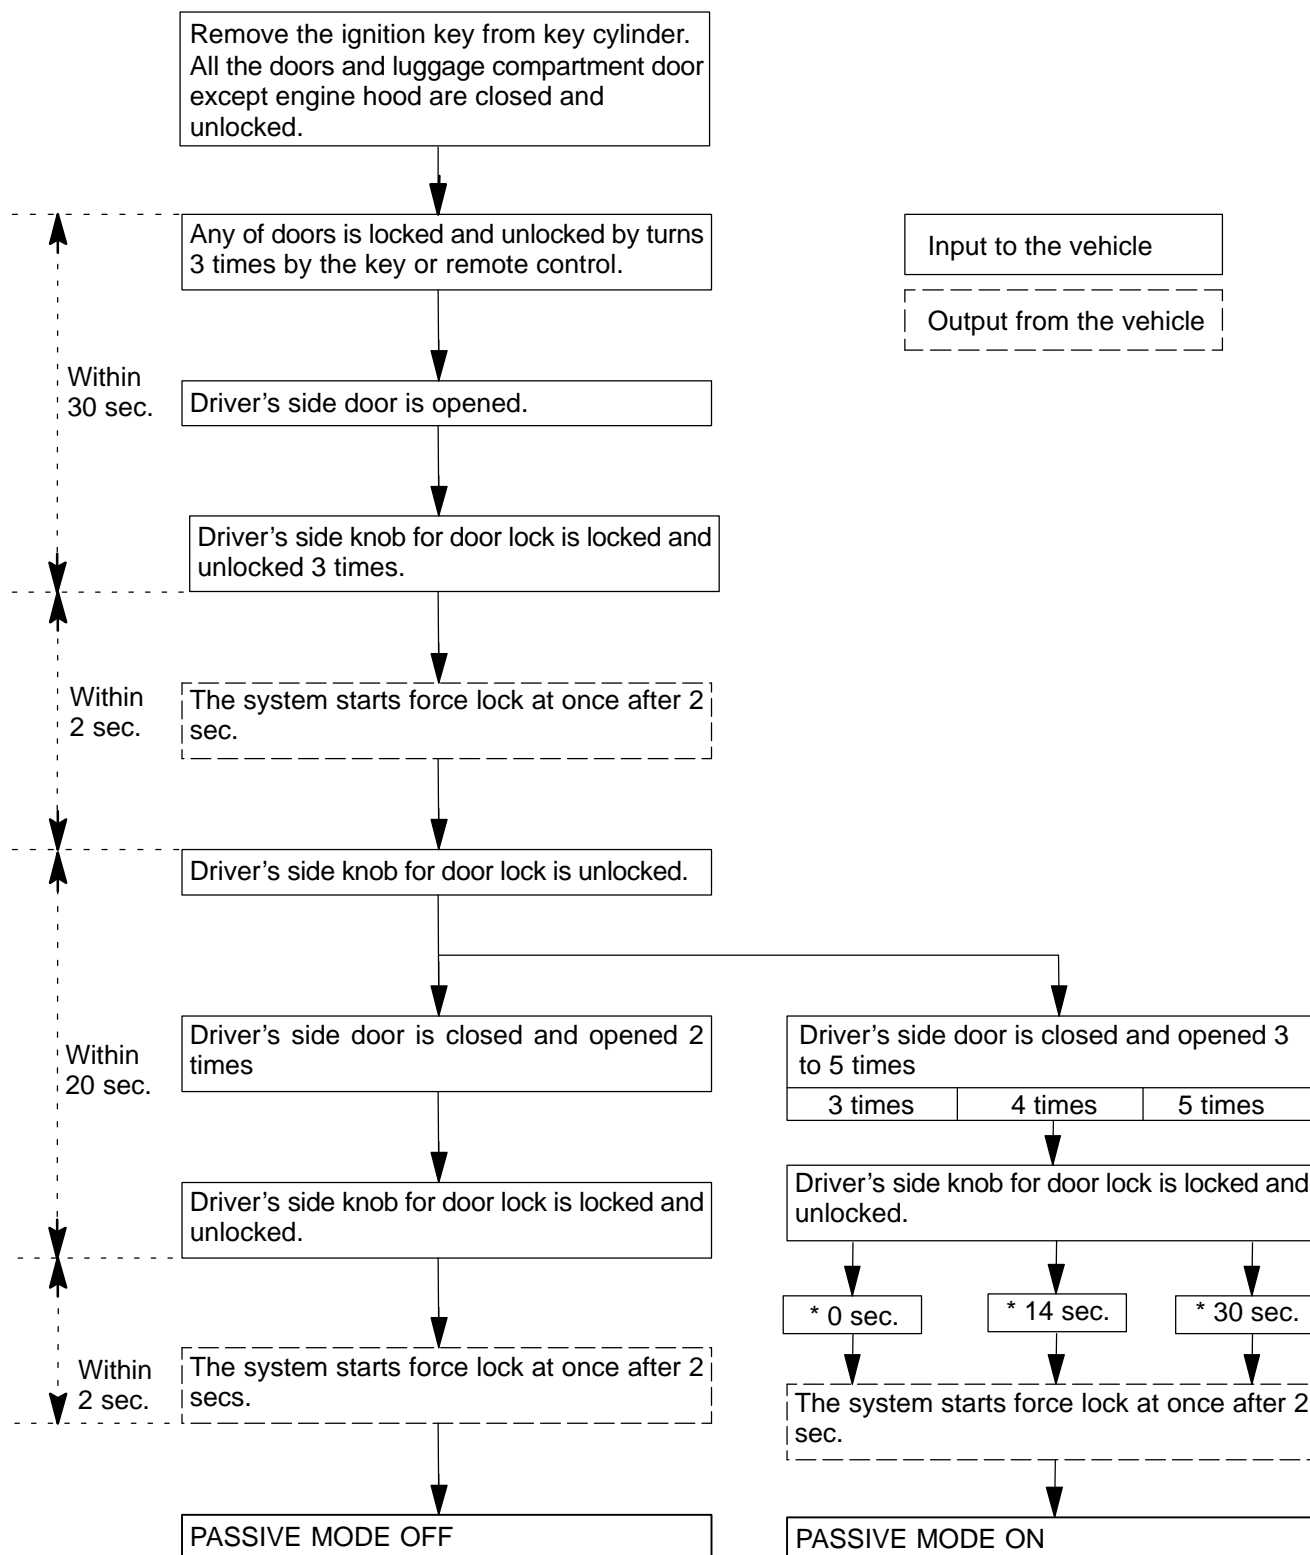 Remove the ignition key from key cylinder.
All the doors and luggage compartment door
except engine hood are closed and
unlocked.
Any of doors is locked and unlocked by turns
3 times by the key or remote control.
Input to the vehicle
Output from the vehicle
Within
30 sec.
Driver’s side door is opened.
Driver’s side knob for door lock is locked and
unlocked 3 times.
Within
2 sec.
The system starts force lock at once after 2
sec.
Driver’s side knob for door lock is unlocked.
Within
20 sec.
Driver’s side door is closed and opened 2
times
Driver’s side door is closed and opened 3
to 5 times
3 times
4 times
5 times
Driver’s side knob for door lock is locked and
unlocked.
Driver’s side knob for door lock is locked and
unlocked.
* 0 sec.
* 14 sec.
* 30 sec.
Within
2 sec.
The system starts force lock at once after 2
secs.
The system starts force lock at once after 2
sec.
PASSIVE MODE OFF
PASSIVE MODE ON